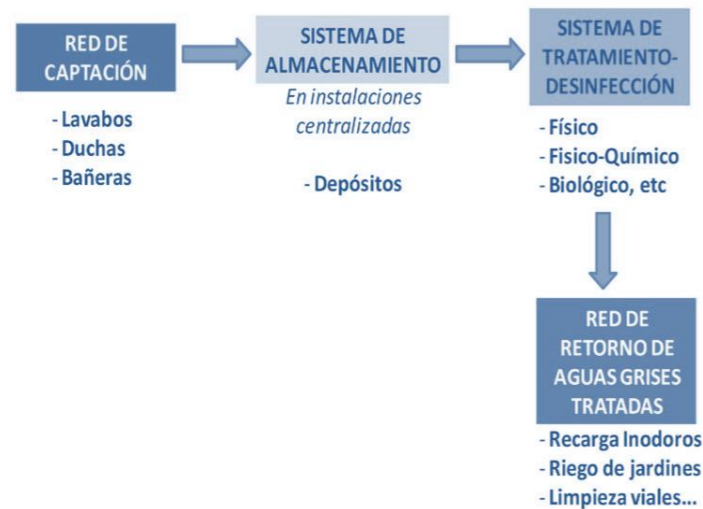 RED DE
CAPTACIÓN
- Lavabos
- Duchas
- Bañeras
SISTEMA DE
ALMACENAMIENTO
En instalaciones
centralizadas
- Depósitos
SISTEMA DE
TRATAMIENTO-
DESINFECCIÓN
- Físico
- Fisico-Químico
- Biológico, etc
RED DE
RETORNO DE
AGUAS GRISES
TRATADAS
- Recarga Inodoros
- Riego de jardines
- Limpieza viales...